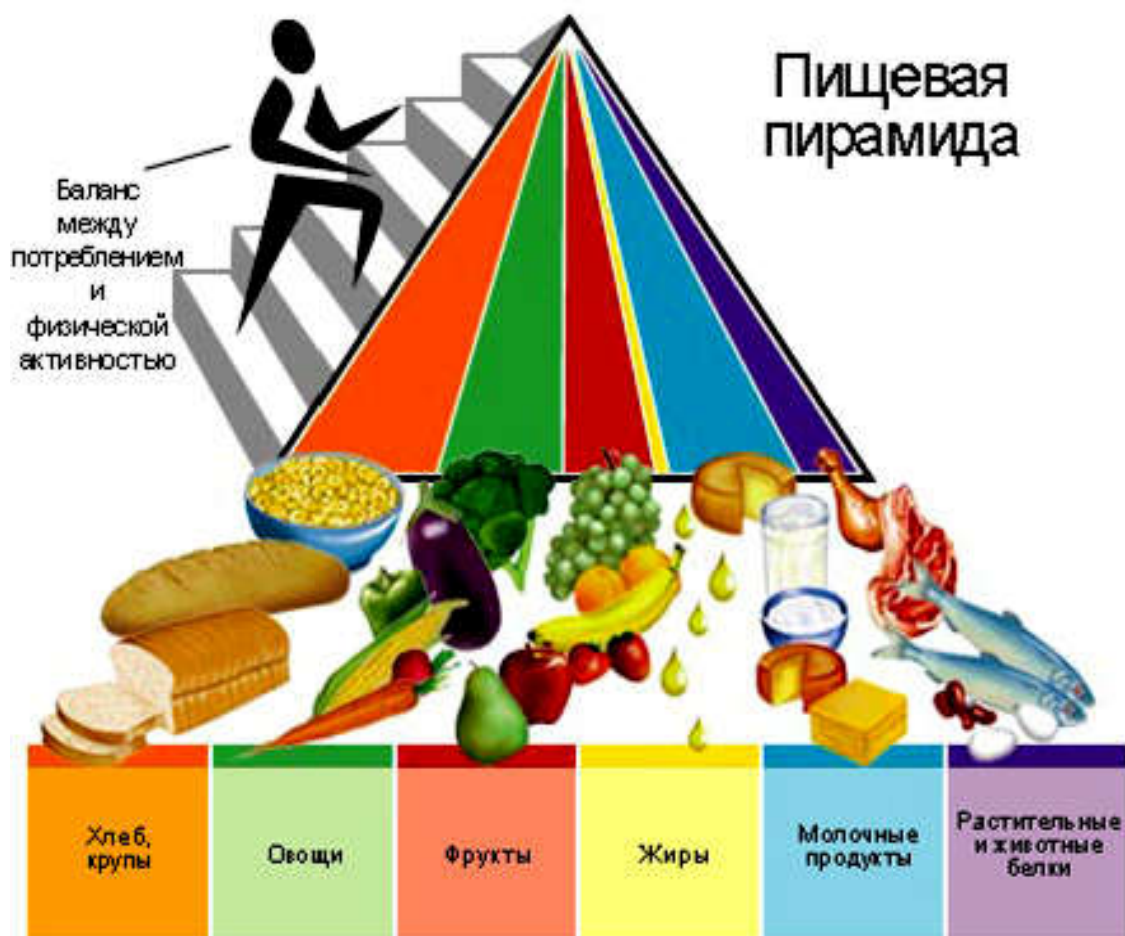 Пищевая
пирамида
Баланс
между
потреблением
и
физической
активностью
Хлеб,
крупы
Овощи
Фрукты
Жиры
Молочные
продукты
Растительные
и животные
белки